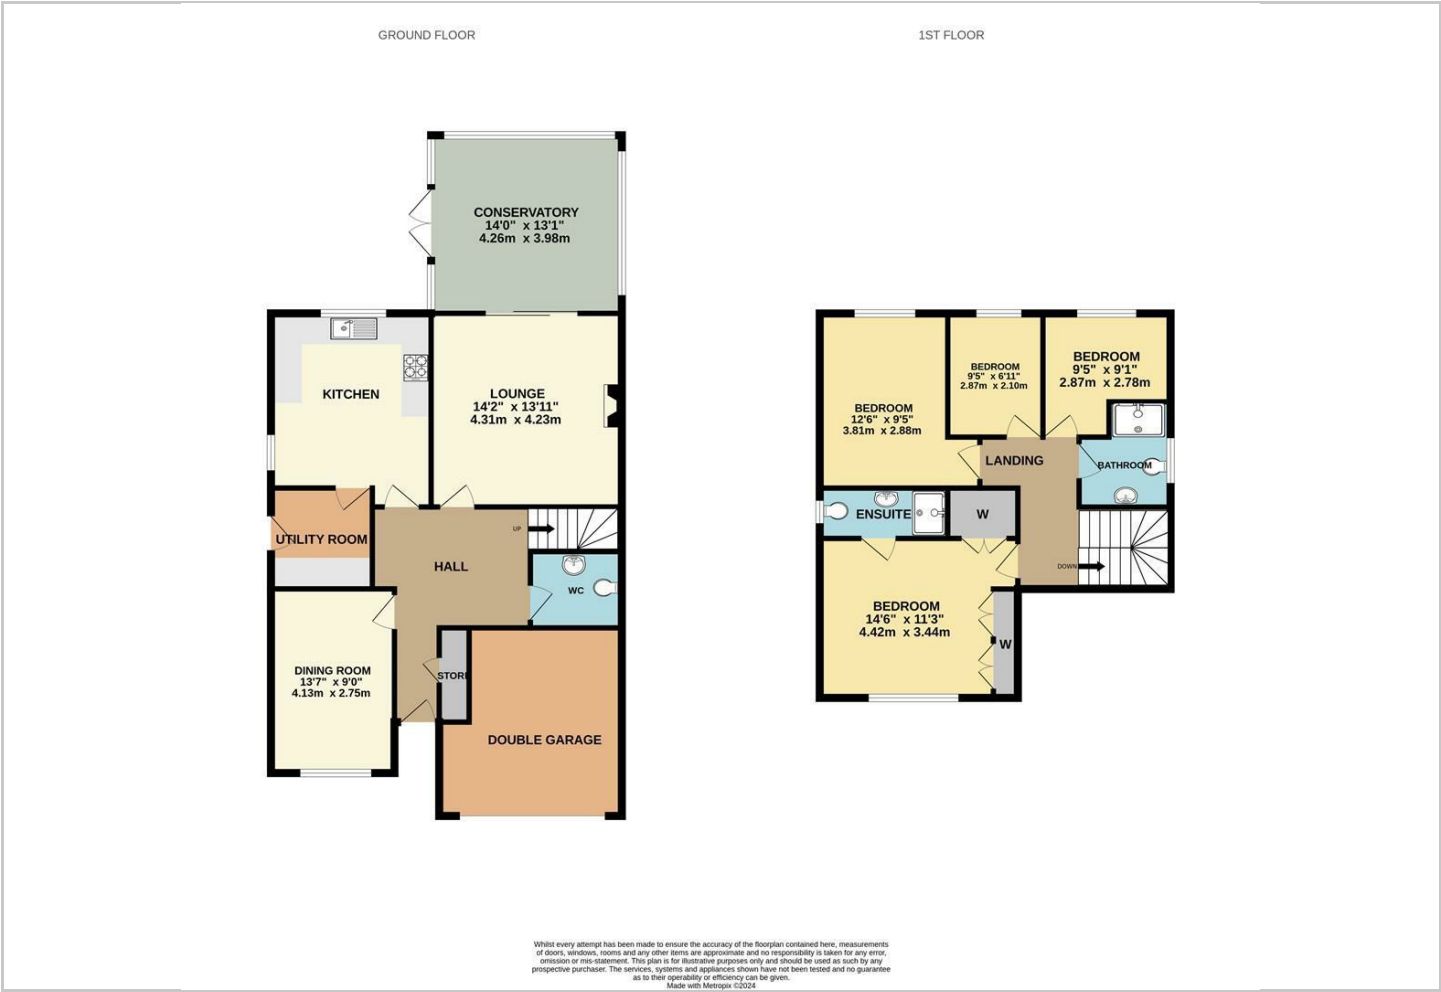 GROUND FLOOR
1ST FLOOR
CONSERVATORY
14'0" x 13'1"
4.26m x 3.98m
KITCHEN
LOUNGE
14'2" x 13'11"
4.31m x 4.23m
UTILITY ROOM
UP
HALL
WC
DINING ROOM
13'7" x 9'0"
4.13m x 2.75m
STORE
DOUBLE GARAGE
BEDROOM
12'6" x 9'5"
3.81m x 2.88m
BEDROOM
9'5" x 6'11"
2.87m x 2.10m
BEDROOM
9'5" x 9'1"
2.87m x 2.78m
LANDING
BATHROOM
ENSUITE
W
DOWN
BEDROOM
14'6" x 11'3"
4.42m x 3.44m
W
Whilst every attempt has been made to ensure the accuracy of the floorplan contained here, measurements
of doors, windows, rooms and any other items are approximate and no responsibility is taken for any error,
omission or mis-statement. This plan is for illustrative purposes only and should be used as such by any
prospective purchaser. The services, systems and appliances shown have not been tested and no guarantee
as to their operability or efficiency can be given.
Made with Metropix ©2024